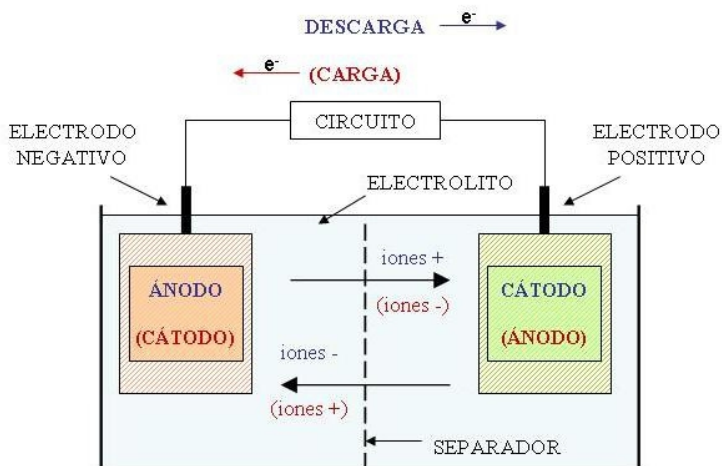 DESCARGA e-
e- (CARGA)
CIRCUITO
ELECTRODO
NEGATIVO
ELECTRODO
POSITIVO
ELECTROLITO
iones +
(iones -)
ÁNODO
(CÁTODO)
CÁTODO
(ÁNODO)
iones -
(iones +)
SEPARADOR